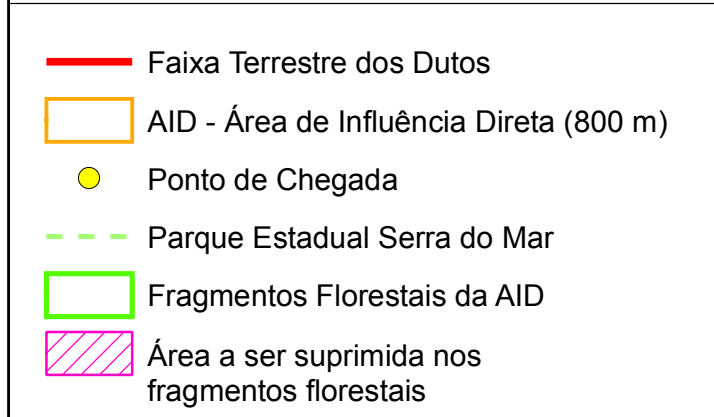 Faixa Terrestre dos Dutos
AID - Área de Influência Direta (800 m)
Ponto de Chegada
Parque Estadual Serra do Mar
Fragmentos Florestais da AID
Área a ser suprimida nos
fragmentos florestais